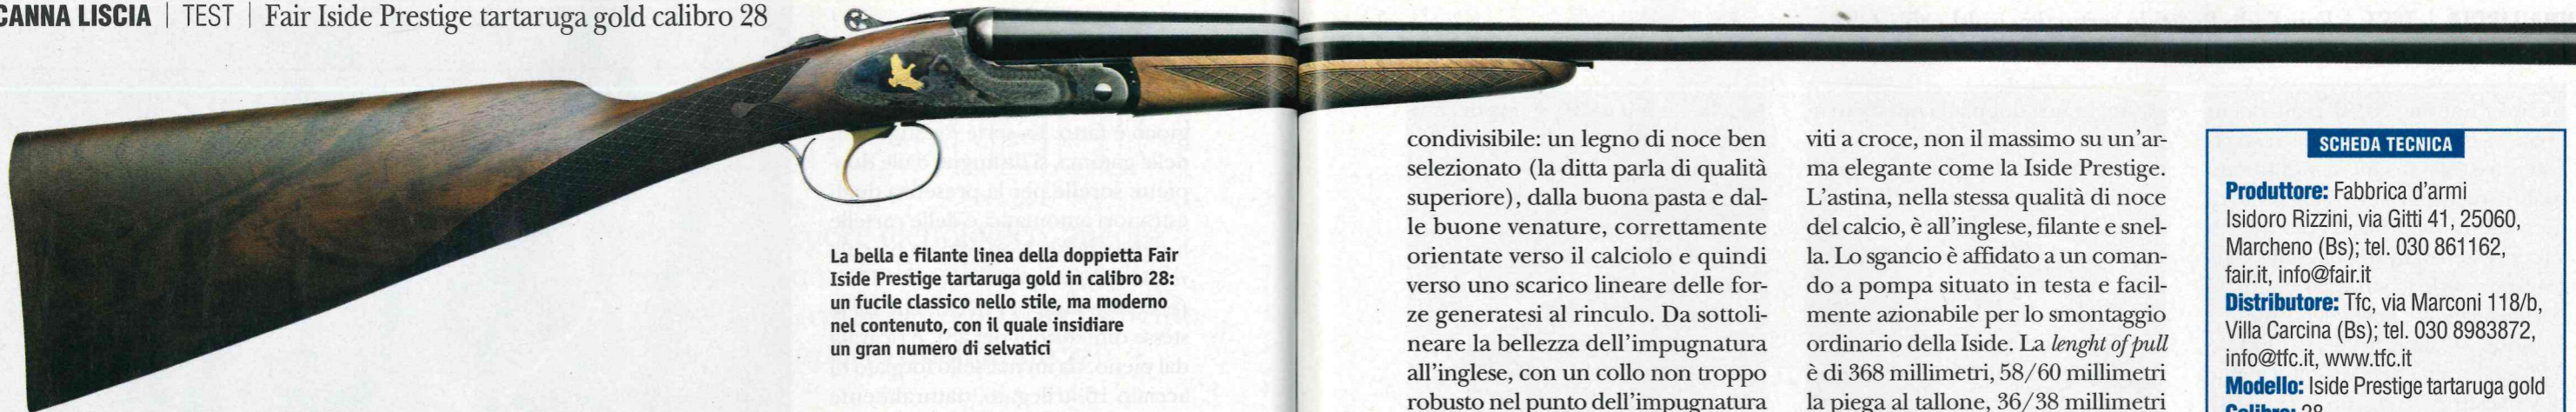 CANNA LISCIA | TEST | Fair Iside Prestige tartaruga gold calibro 28
La bella e filante linea della doppietta Fair
Iside Prestige tartaruga gold in calibro 28:
un fucile classico nello stile, ma moderno
nel contenuto, con il quale insidiare
un gran numero di selvatici
condivisibile: un legno di noce ben
selezionato (la ditta parla di qualità
superiore), dalla buona pasta e dal-
le buone venature, correttamente
orientate verso il calciolo e quindi
verso uno scarico lineare delle for-
ze generatesi al rinculo. Da sottoli-
neare la bellezza dell'impugnatura
all'inglese, con un collo non troppo
robusto nel punto dell'impugnatura
viti a croce, non il massimo su un'ar-
ma elegante come la Iside Prestige.
L'astina, nella stessa qualità di noce
del calcio, è all'inglese, filante e snel-
la. Lo sgancio è affidato a un coman-
do a pompa situato in testa e facil-
mente azionabile per lo smontaggio
ordinario della Iside. La lenght of pull
è di 368 millimetri, 58/60 millimetri
la piega al tallone, 36/38 millimetri
SCHEDA TECNICA
Produttore: Fabbrica d'armi
Isidoro Rizzini, via Gitti 41, 25060,
Marcheno (Bs); tel. 030 861162,
fair.it, info@fair.it
Distributore: Tfc, via Marconi 118/b,
Villa Carcina (Bs); tel. 030 8983872,
info@tfc.it, www.tfc.it
Modello: Iside Prestige tartaruga gold
Calibro: 28